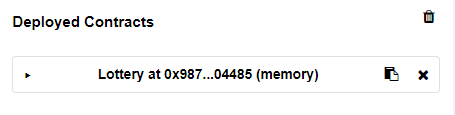 Deployed Contracts
Lottery at 0x987...04485 (memory)